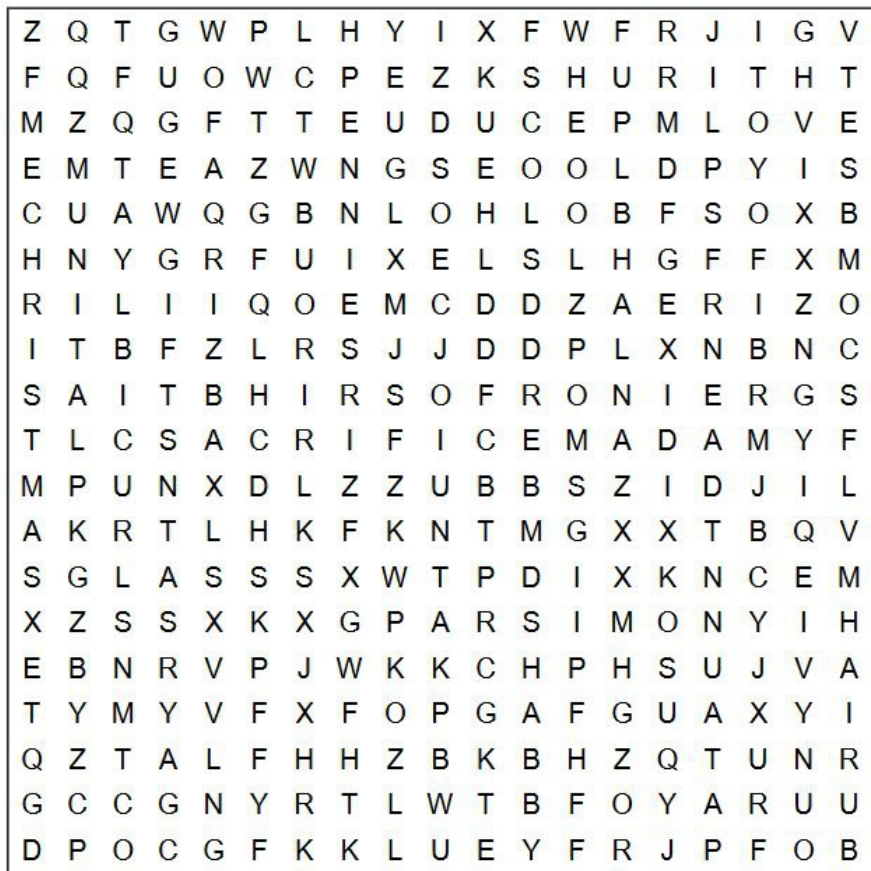 Z Q T G W P L H Y I X F W F R J I G V
F Q F U O W C P E Z K S H U R I T H T
M Z Q G F T T E U D U C E P M L O V E
E M T E A Z W N G S E O O L D P Y I S
C U A W Q G B N L O H L O B F S O X B
H N Y G R F U I X E L S L H G F F X M
R I L I I Q O E M C D D Z A E R I Z O
I T B F Z L R S J J D D P L X N B N C
S A I T B H I R S O F R O N I E R G S
T L C S A C R I F I C E M A D A M Y F
M P U N X D L Z Z U B B S Z I D J I L
A K R T L H K F K N T M G X X T B Q V
S G L A S S S X W T P D I X K N C E M
X Z S S X K X G P A R S I M O N Y I H
E B N R V P J W K K C H P H S U J V A
T Y M Y V F X F O P G A F G U A X Y I
Q Z T A L F H H Z B K B H Z Q T U N R
G C C G N Y R T L W T B F O Y A R U U
D P O C G F K K L U E Y F R J P F O B